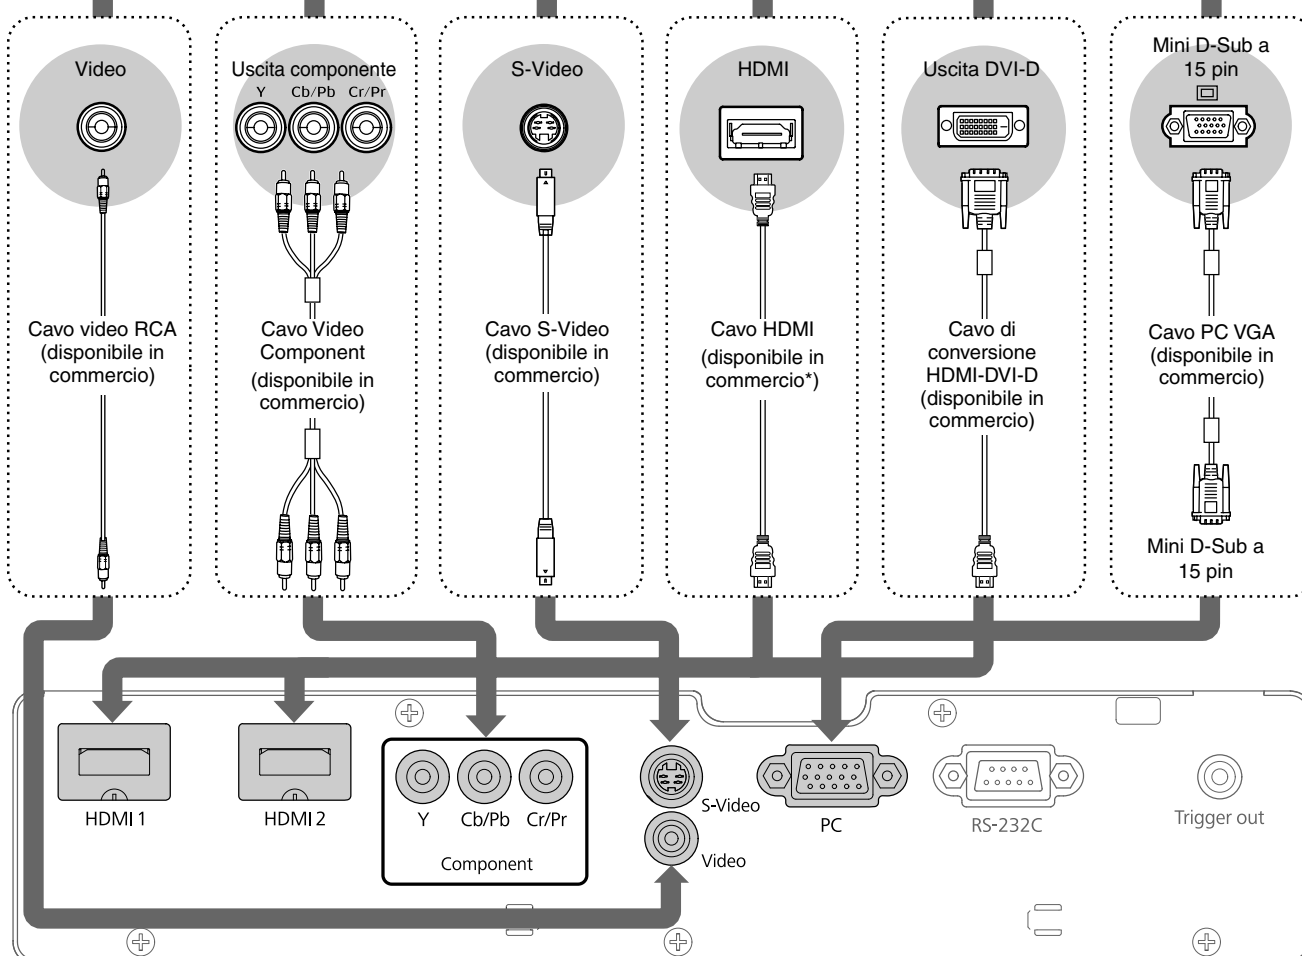 Video
Uscita componente
Y Cb/Pb Cr/Pr
S-Video
HDMI
Uscita DVI-D
Mini D-Sub a
15 pin
Cavo video RCA
(disponibile in
commercio)
Cavo Video
Component
(disponibile in
commercio)
Cavo S-Video
(disponibile in
commercio)
Cavo HDMI
(disponibile in
commercio*)
Cavo di
conversione
HDMI-DVI-D
(disponibile in
commercio)
Cavo PC VGA
(disponibile in
commercio)
Mini D-Sub a
15 pin
HDMI 1
HDMI 2
Y Cb/Pb Cr/Pr
Component
S-Video
Video
PC
RS-232C
Trigger out